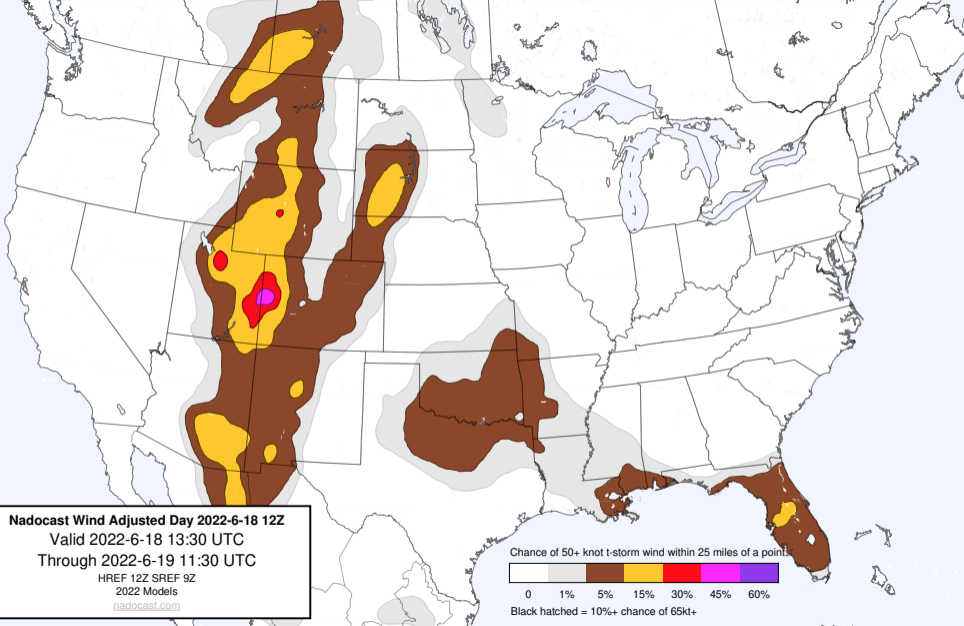 Nadocast Wind Adjusted Day 2022-6-18 12Z
Valid 2022-6-18 13:30 UTC
Through 2022-6-19 11:30 UTC
HREF 12Z SREF 9Z
2022 Models
nadocast.com
Chance of 50+ knot t-storm wind within 25 miles of a point.
0 1% 5% 15% 30% 45% 60%
Black hatched = 10%+ chance of 65kt+